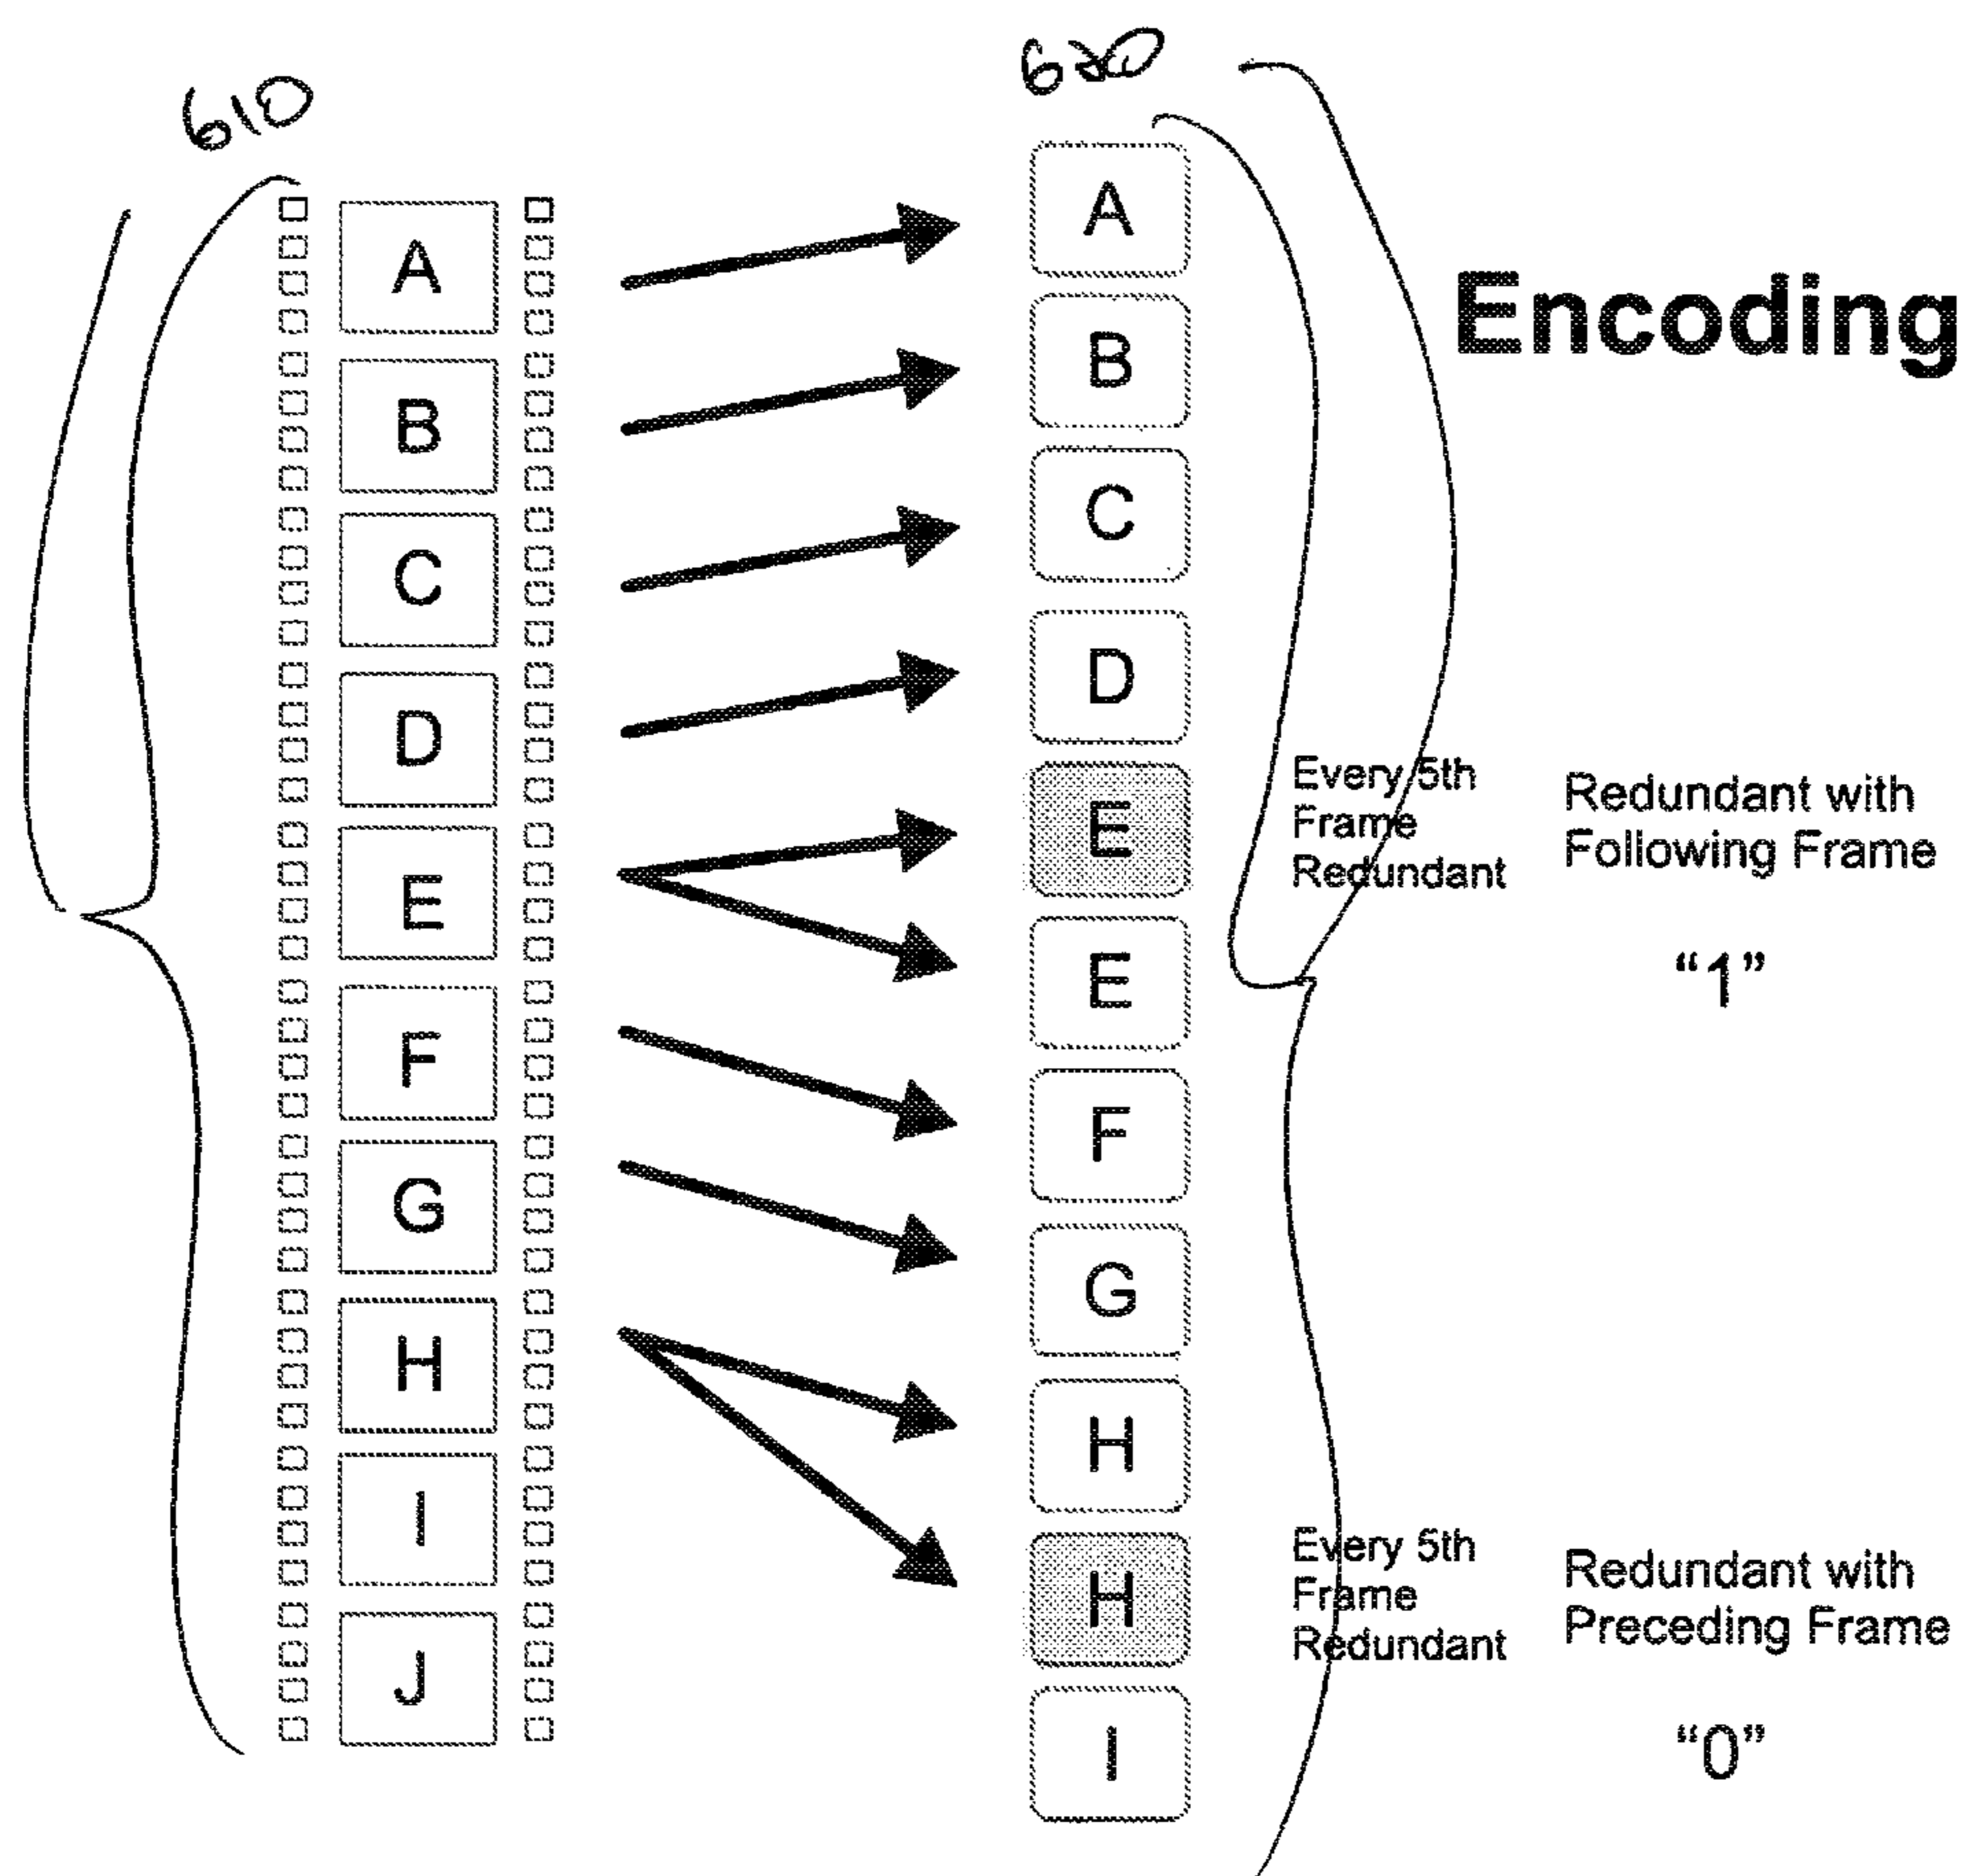 610
620
Encoding
A
B
C
D
E
F
G
H
I
J
A
B
C
D
E
E
F
G
H
H
I
Every 5th
Frame
Redundant
Redundant with
Following Frame
“1”
Every 5th
Frame
Redundant
Redundant with
Preceding Frame
“0”